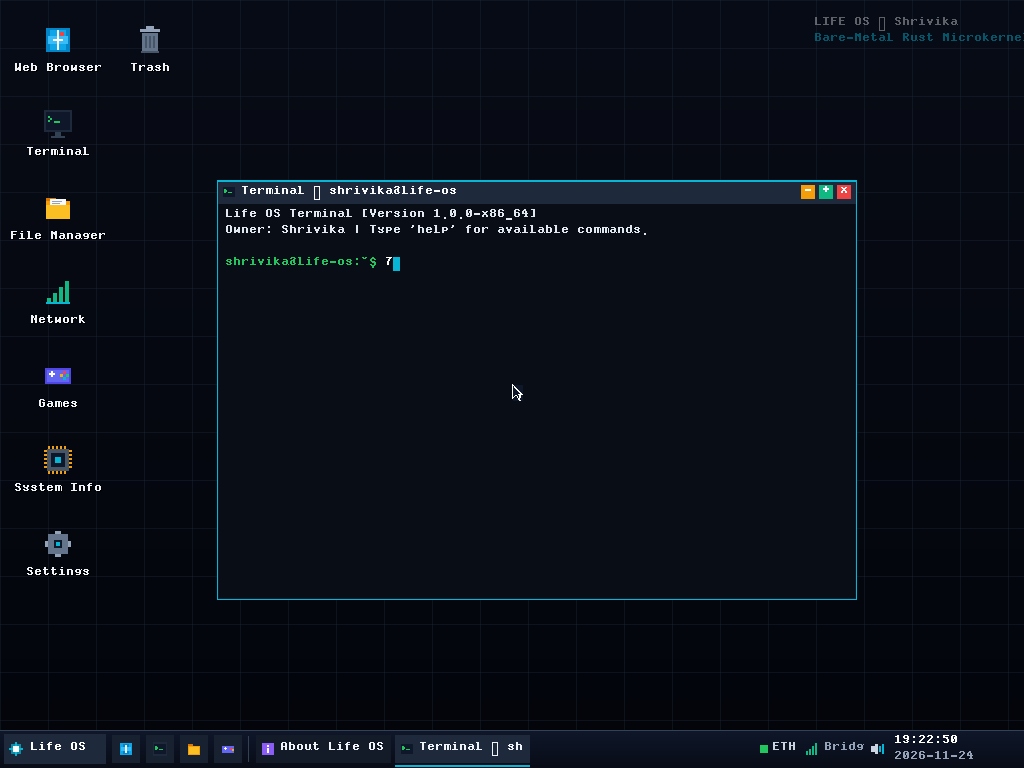 LIFE OS ▯ Shrivika
Bare-Metal Rust Microkerne
Web Browser
Trash
Terminal
File Manager
Network
Games
System Info
Settings
Terminal ▯ shrivika@life-os
Life OS Terminal [Version 1.0.0-x86_64]
Owner: Shrivika | Type 'help' for available commands.
shrivika@life-os:~$ 7
Life OS
About Life OS
Terminal ▯ sh
ETH
Bridg
19:22:50
2026-11-24